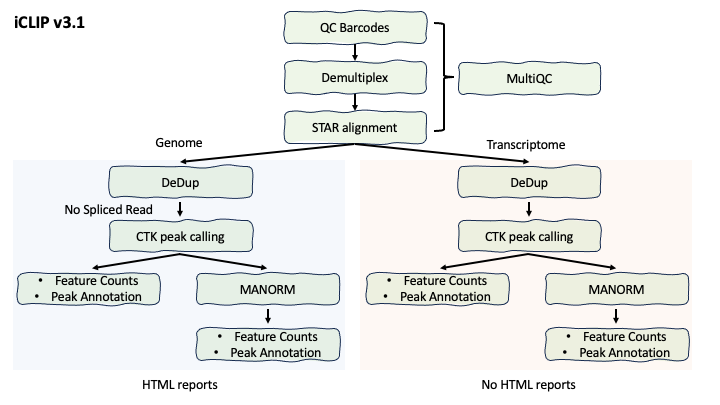 iCLIP v3.1
QC Barcodes
Demultiplex
MultiQC
STAR alignment
Genome
Transcriptome
DeDup
No Spliced Read
CTK peak calling
• Feature Counts
• Peak Annotation
MANORM
• Feature Counts
• Peak Annotation
HTML reports
DeDup
CTK peak calling
• Feature Counts
• Peak Annotation
MANORM
• Feature Counts
• Peak Annotation
No HTML reports